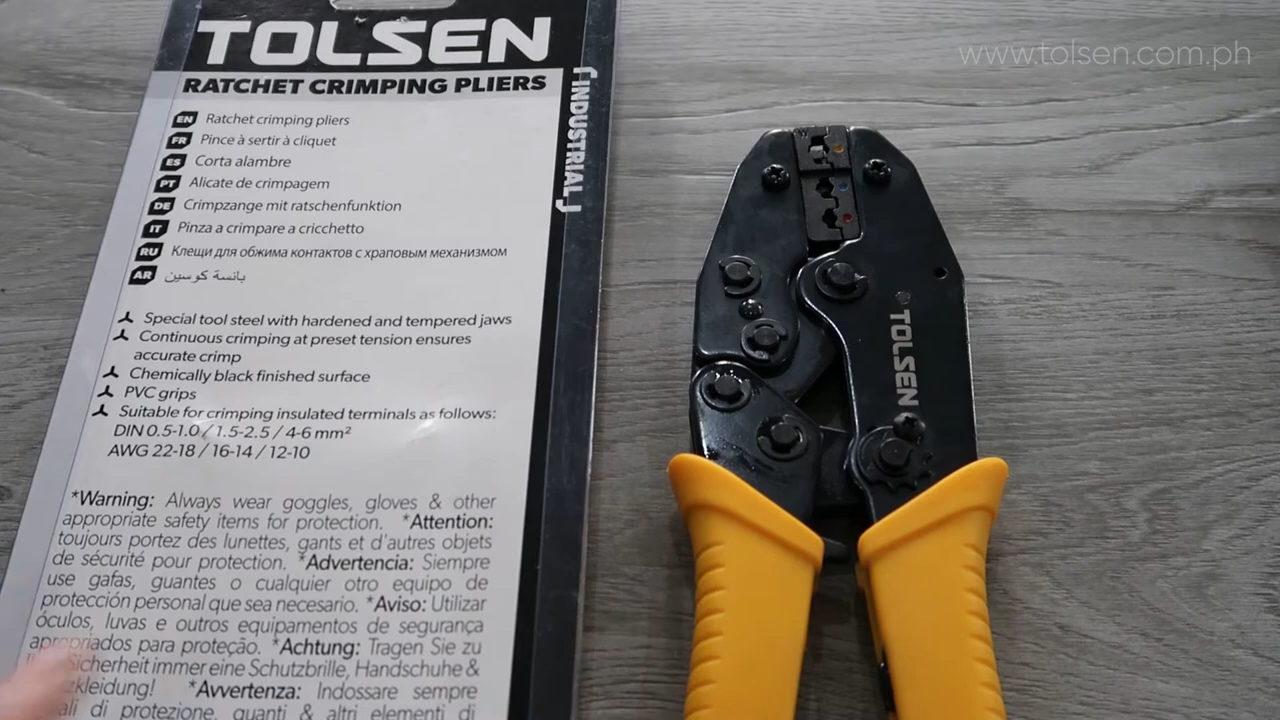 TOLSEN
RATCHET CRIMPING PLIERS
[INDUSTRIAL]
EN Ratchet crimping pliers
FR Pince à sertir à cliquet
ES Corta alambre
PT Alicate de crimpagem
DE Crimpzange mit ratschenfunktion
IT Pinza a crimpare a cricchetto
RU Клещи для обжима контактов с храповым механизмом
AR بانسة كوسين
Special tool steel with hardened and tempered jaws
Continuous crimping at preset tension ensures
accurate crimp
Chemically black finished surface
PVC grips
Suitable for crimping insulated terminals as follows:
DIN 0.5-1.0 / 1.5-2.5 / 4-6 mm²
AWG 22-18 / 16-14 / 12-10
*Warning: Always wear goggles, gloves & other
appropriate safety items for protection. *Attention:
toujours portez des lunettes, gants et d'autres objets
de sécurité pour protection. *Advertencia: Siempre
use gafas, guantes o cualquier otro equipo de
protección personal que sea necesario. *Aviso: Utilizar
óculos, luvas e outros equipamentos de segurança
apropriados para proteção. *Achtung: Tragen Sie zu
Sicherheit immer eine Schutzbrille, Handschuhe &
*Avvertenza: Indossare sempre
di protezione, guanti & altri elementi di
www.tolsen.com.ph
TOLSEN